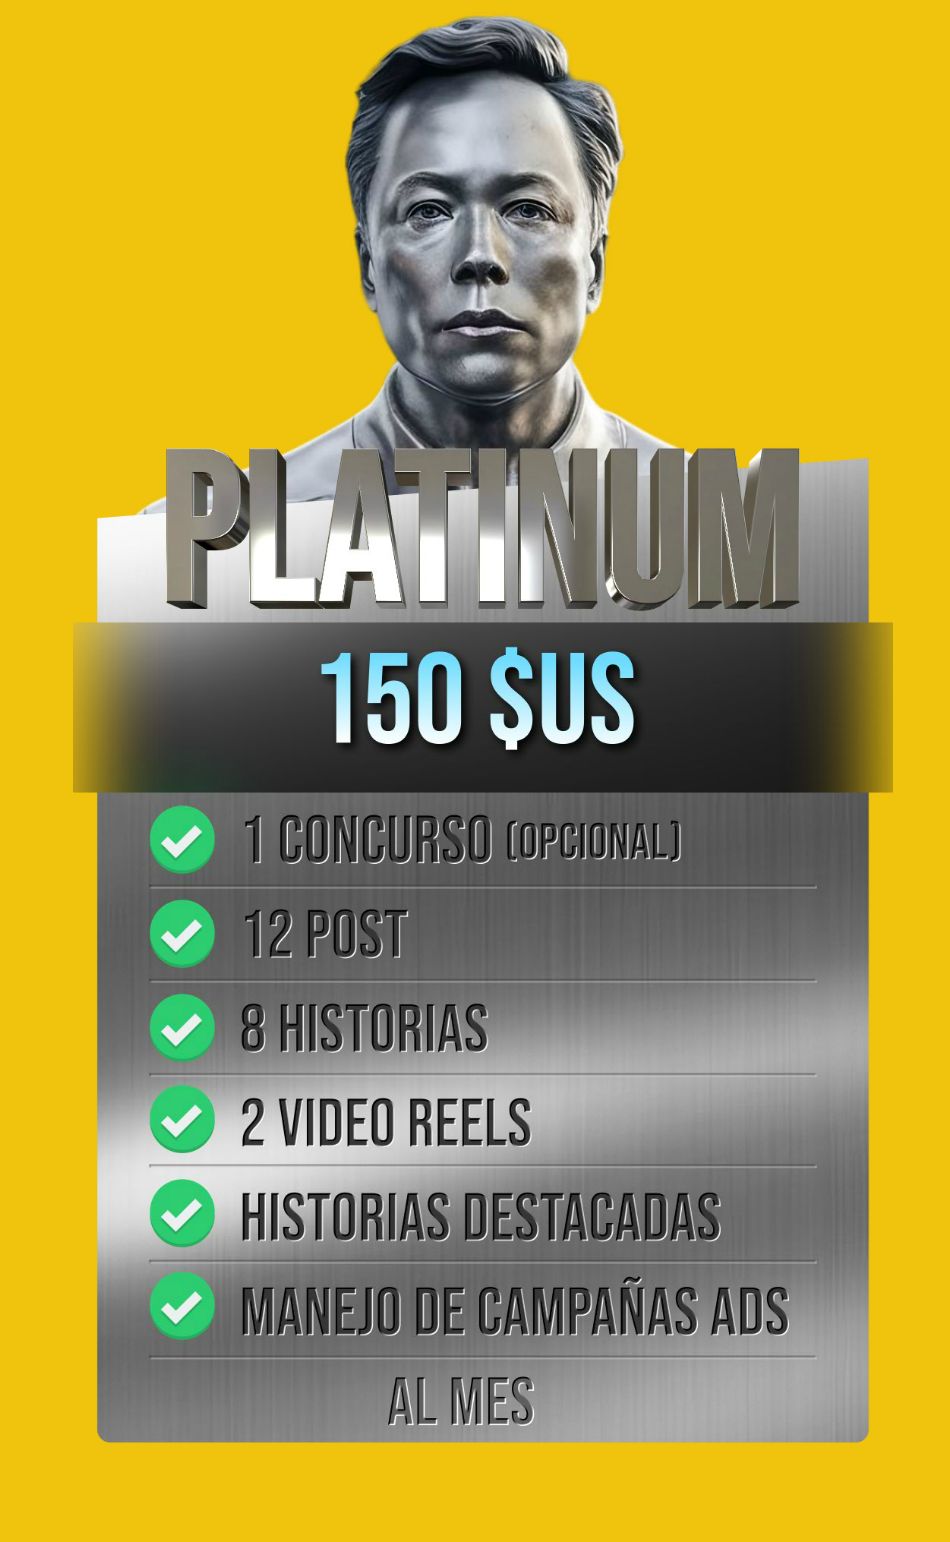 PLATINUM
150 $US
1 CONCURSO (OPCIONAL)
12 POST
8 HISTORIAS
2 VIDEO REELS
HISTORIAS DESTACADAS
MANEJO DE CAMPAÑAS ADS
AL MES